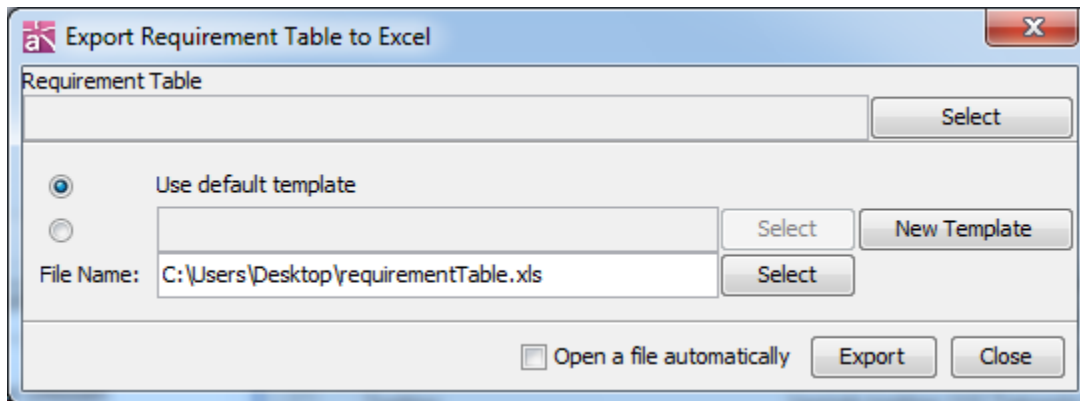 Export Requirement Table to Excel
Requirement Table
Select
Use default template
Select New Template
File Name: C:\Users\Desktop\requirementTable.xls Select
Open a file automatically Export Close